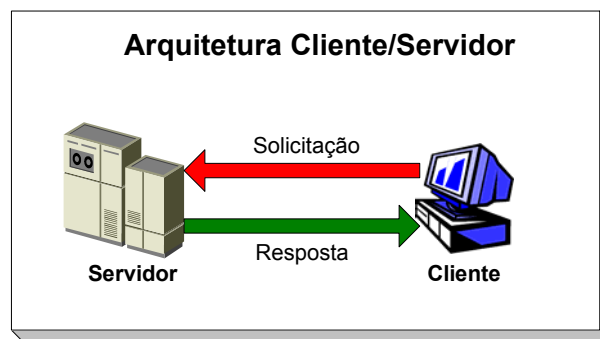 Arquitetura Cliente/Servidor
Solicitação
Resposta
Servidor
Cliente